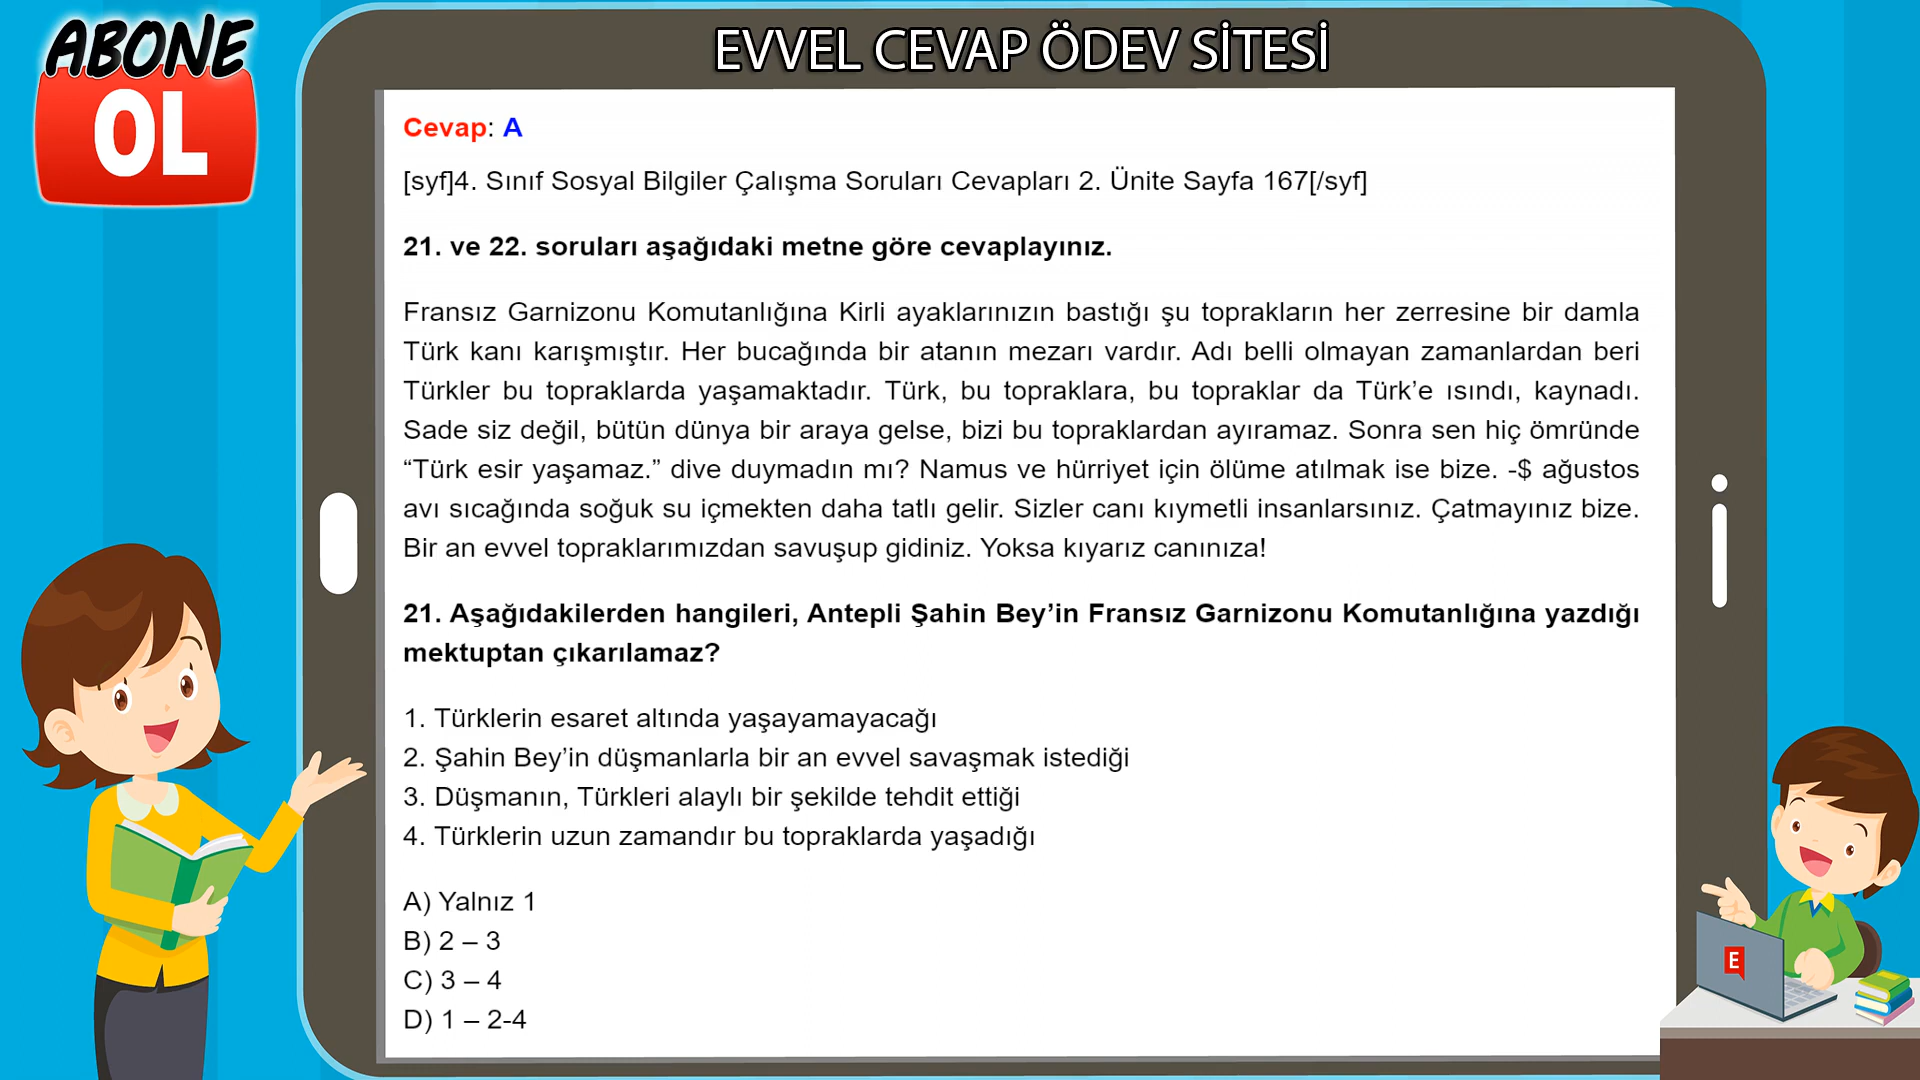 ABONE
OL
EVVEL CEVAP ÖDEV SİTESİ
Cevap: A
[syf]4. Sınıf Sosyal Bilgiler Çalışma Soruları Cevapları 2. Ünite Sayfa 167[/syf]
21. ve 22. soruları aşağıdaki metne göre cevaplayınız.
Fransız Garnizonu Komutanlığına Kirli ayaklarınızın bastığı şu toprakların her zerresine bir damla
Türk kanı karışmıştır. Her bucağında bir atanın mezarı vardır. Adı belli olmayan zamanlardan beri
Türkler bu topraklarda yaşamaktadır. Türk, bu topraklara, bu topraklar da Türk’e ısındı, kaynadı.
Sade siz değil, bütün dünya bir araya gelse, bizi bu topraklardan ayıramaz. Sonra sen hiç ömründe
“Türk esir yaşamaz.” dive duymadın mı? Namus ve hürriyet için ölüme atılmak ise bize. -$ ağustos
avı sıcağında soğuk su içmekten daha tatlı gelir. Sizler canı kıymetli insanlarsınız. Çatmayınız bize.
Bir an evvel topraklarımızdan savuşup gidiniz. Yoksa kıyarız canınıza!
21. Aşağıdakilerden hangileri, Antepli Şahin Bey’in Fransız Garnizonu Komutanlığına yazdığı
mektuptan çıkarılamaz?
1. Türklerin esaret altında yaşayamayacağı
2. Şahin Bey’in düşmanlarla bir an evvel savaşmak istediği
3. Düşmanın, Türkleri alaylı bir şekilde tehdit ettiği
4. Türklerin uzun zamandır bu topraklarda yaşadığı
A) Yalnız 1
B) 2 – 3
C) 3 – 4
D) 1 – 2-4
E